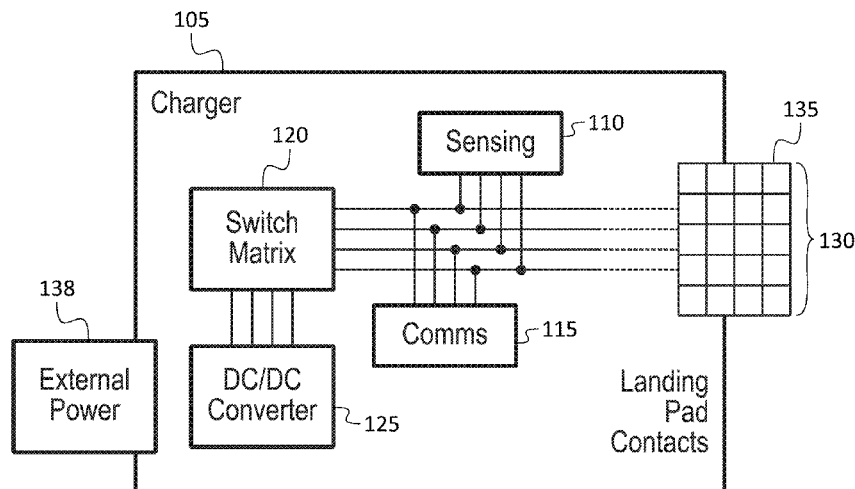 105
Charger
110
135
Sensing
120
Switch
Matrix
130
138
Comms
115
External
Power
DC/DC
Converter
125
Landing
Pad
Contacts